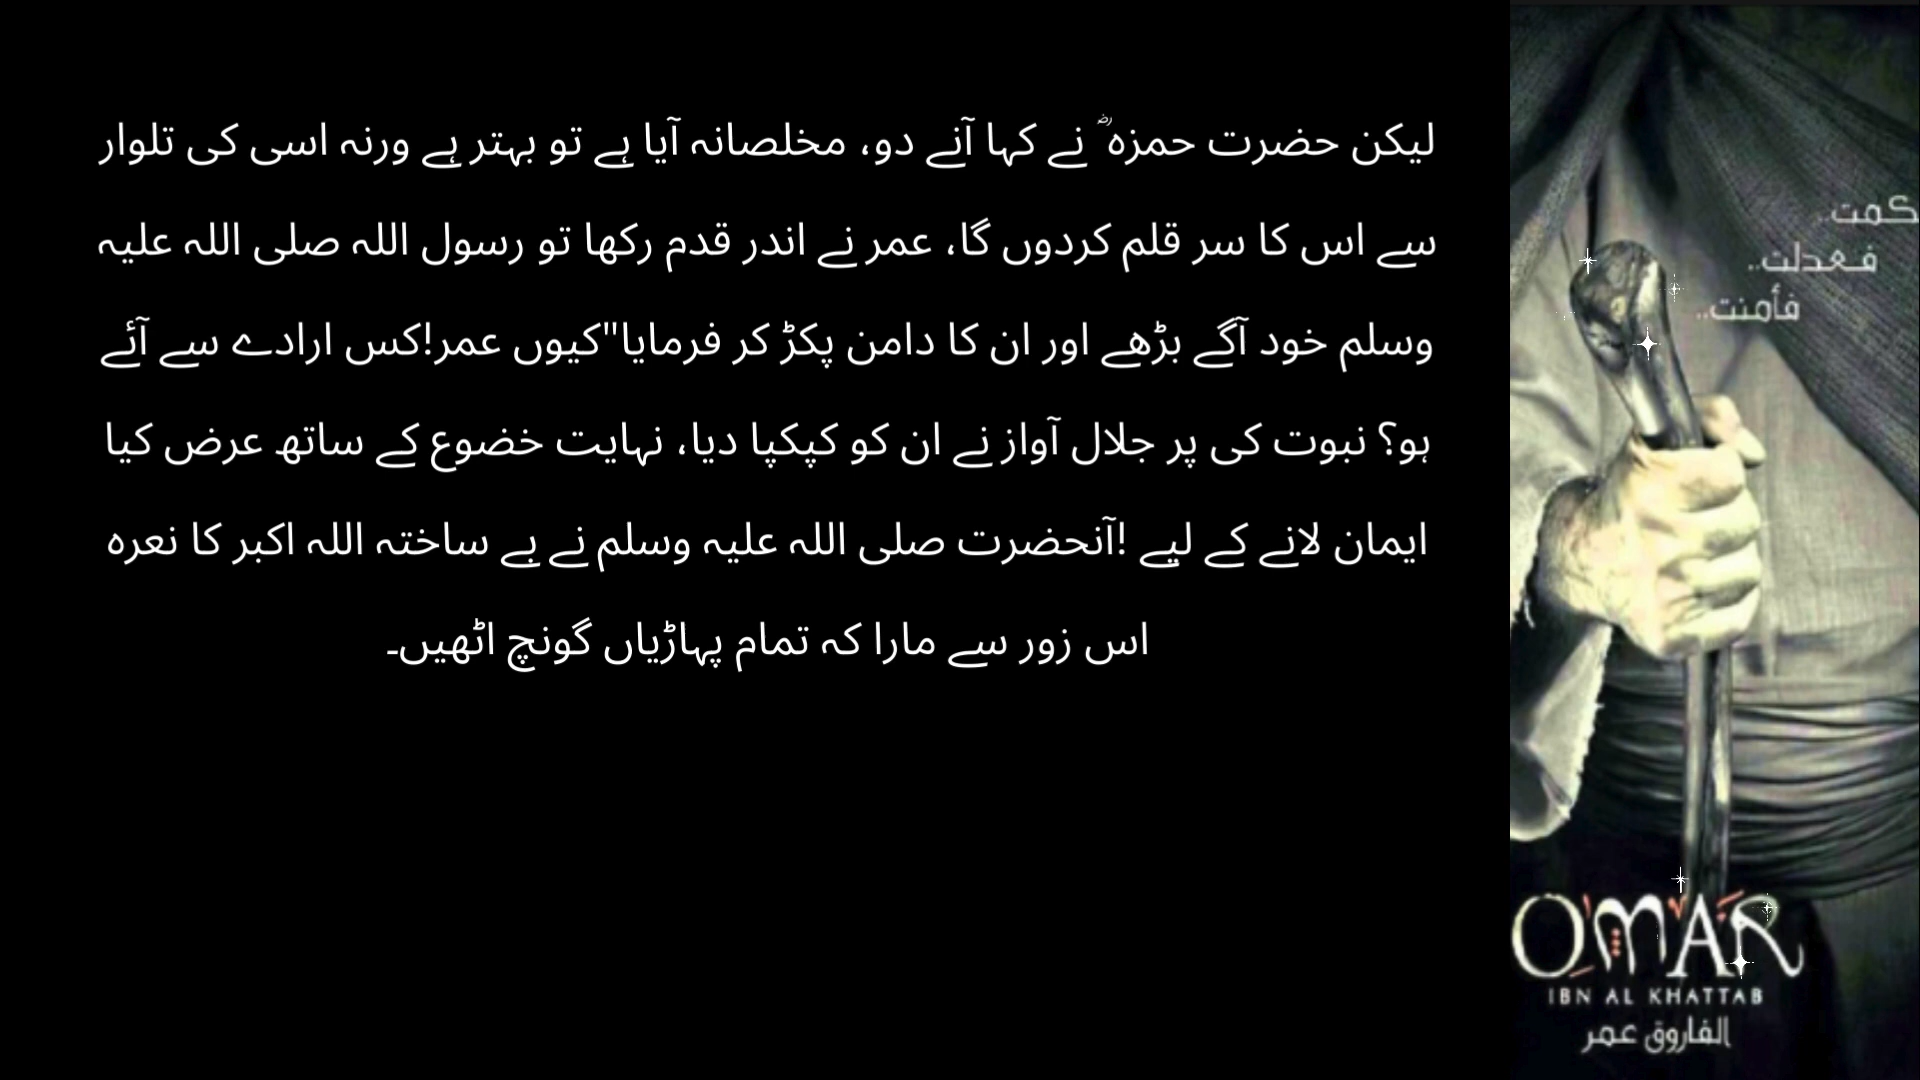 لیکن حضرت حمزہ ؓ نے کہا آنے دو، مخلصانہ آیا ہے تو بہتر ہے ورنہ اسی کی تلوار
سے اس کا سر قلم کردوں گا، عمر نے اندر قدم رکھا تو رسول اللہ صلی اللہ علیہ
وسلم خود آگے بڑھے اور ان کا دامن پکڑ کر فرمایا"کیوں عمر!کس ارادے سے آئے
ہو؟ نبوت کی پر جلال آواز نے ان کو کپکپا دیا، نہایت خضوع کے ساتھ عرض کیا
ایمان لانے کے لیے !آنحضرت صلی اللہ علیہ وسلم نے بے ساختہ اللہ اکبر کا نعرہ
اس زور سے مارا کہ تمام پہاڑیاں گونچ اٹھیں۔
كمت..
فعدلت..
فأمنت..
OMAR
IBN AL KHATTAB
الفاروق عمر